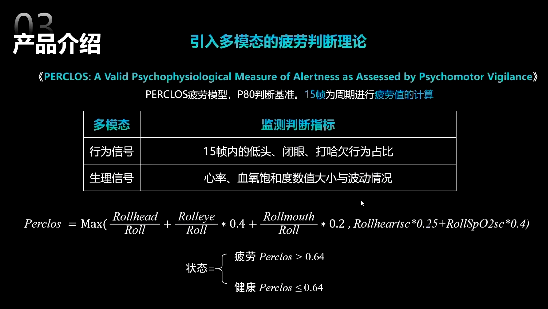 03
产品介绍
引入多模态的疲劳判断理论
《PERCLOS: A Valid Psychophysiological Measure of Alertness as Assessed by Psychomotor Vigilance》
PERCLOS疲劳模型，P80判断基准，15帧为周期进行疲劳值的计算
多模态 监测判断指标
行为信号 15帧内的低头、闭眼、打哈欠行为占比
生理信号 心率、血氧饱和度数值大小与波动情况
Perclos = Max( Rollhead/Roll + Rolleye/Roll * 0.4 + Rollmouth/Roll * 0.2 , Rollheartsc*0.25+RollSpO2sc*0.4)
疲劳 Perclos > 0.64
状态=
健康 Perclos ≤ 0.64